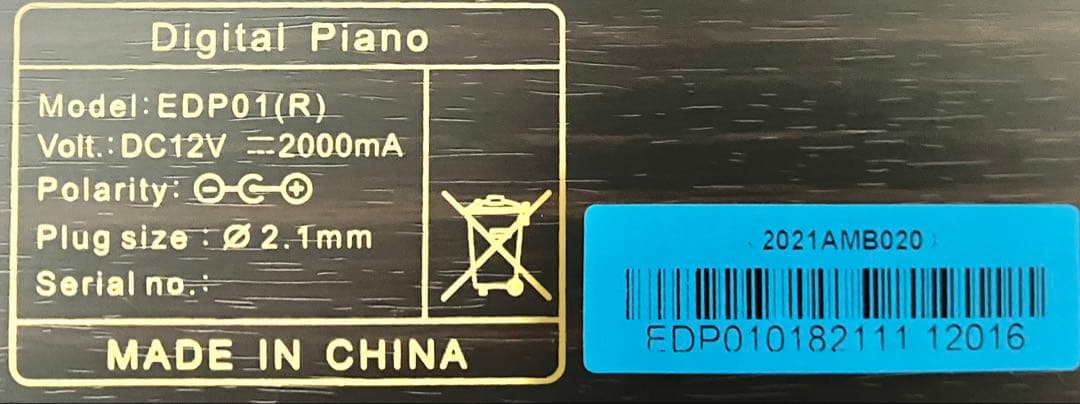 Digital Piano
Model: EDP01(R)
Volt.: DC12V ⎓2000mA
Polarity:
Plug size : Ø 2.1mm
Serial no.:
MADE IN CHINA
2021AMB020
EDP010182111 12016